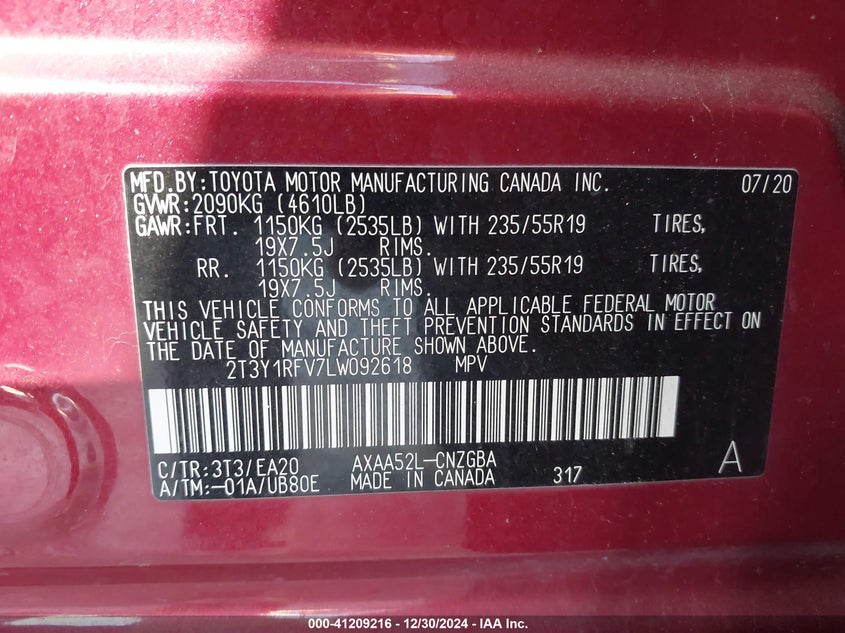 MFD.BY:TOYOTA MOTOR MANUFACTURING CANADA INC. 07/20
GVWR:2090KG (4610LB)
GAWR:FRT. 1150KG (2535LB) WITH 235/55R19 TIRES,
19X7.5J RIMS.
RR. 1150KG (2535LB) WITH 235/55R19 TIRES,
19X7.5J RIMS.
THIS VEHICLE CONFORMS TO ALL APPLICABLE FEDERAL MOTOR
VEHICLE SAFETY AND THEFT PREVENTION STANDARDS IN EFFECT ON
THE DATE OF MANUFACTURE SHOWN ABOVE.
2T3Y1RFV7LW092618 MPV
C/TR:3T3/EA20 AXAA52L-CNZGBA
A/TM:-01A/UB80E MADE IN CANADA 317 A
000-41209216 - 12/30/2024 - IAA Inc.